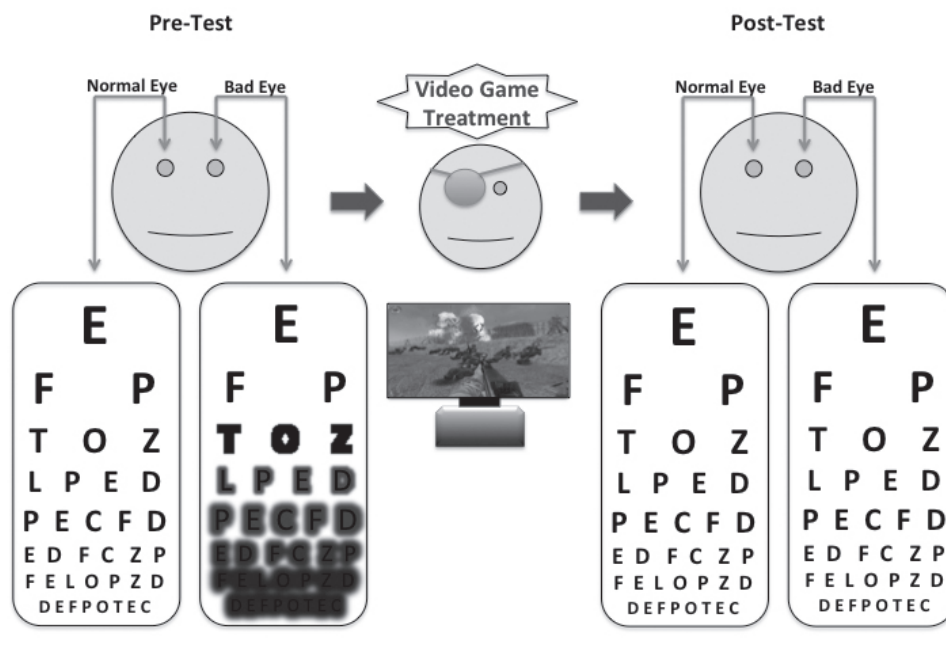 Pre-Test
Post-Test
Normal Eye
Bad Eye
Video Game
Treatment
Normal Eye
Bad Eye
E
F P
T O Z
L P E D
P E C F D
E D F C Z P
F E L O P Z D
D E F P O T E C
E
F P
T O Z
L P E D
P E C F D
E D F C Z P
F E L O P Z D
D E F P O T E C
E
F P
T O Z
L P E D
P E C F D
E D F C Z P
F E L O P Z D
D E F P O T E C
E
F P
T O Z
L P E D
P E C F D
E D F C Z P
F E L O P Z D
D E F P O T E C